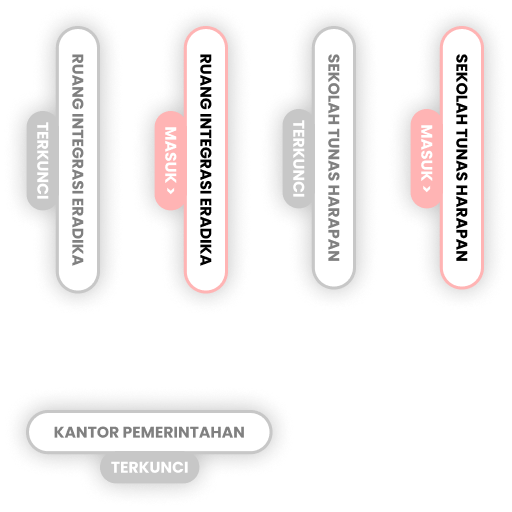 RUANG INTEGRASI ERADIKA
TERKUNCI
RUANG INTEGRASI ERADIKA
MASUK >
SEKOLAH TUNAS HARAPAN
TERKUNCI
SEKOLAH TUNAS HARAPAN
MASUK >
KANTOR PEMERINTAHAN
TERKUNCI